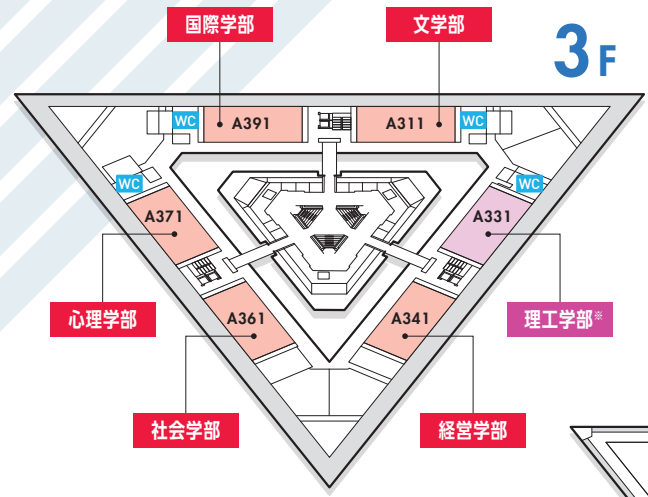 国際学部
文学部
3F
WC
A391
A311
WC
WC
WC
A371
A331
心理学部
理工学部※
A361
A341
社会学部
経営学部